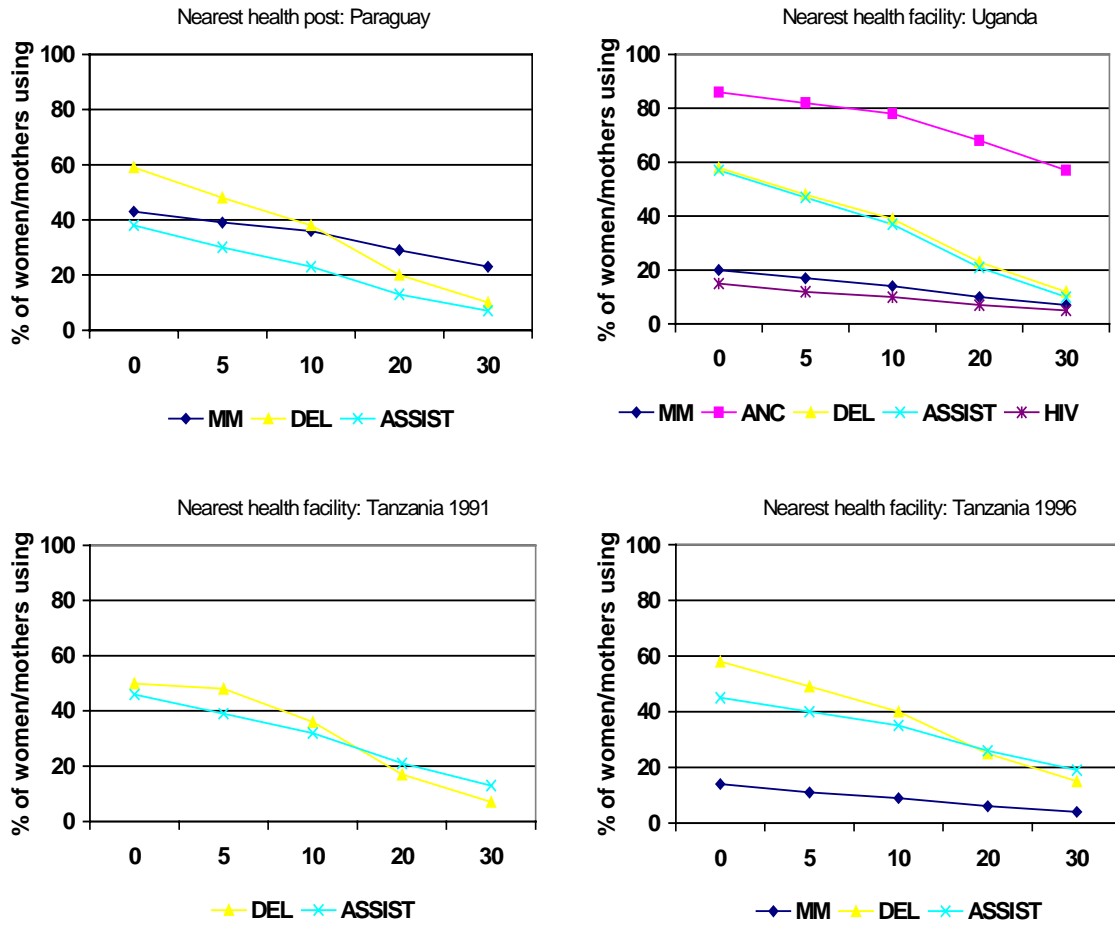 Nearest health post: Paraguay
% of women/mothers using
100
80
60
40
20
0
0 5 10 20 30
MM DEL ASSIST
Nearest health facility: Uganda
% of women/mothers using
100
80
60
40
20
0
0 5 10 20 30
MM ANC DEL ASSIST HIV
Nearest health facility: Tanzania 1991
% of women/mothers using
100
80
60
40
20
0
0 5 10 20 30
DEL ASSIST
Nearest health facility: Tanzania 1996
% of women/mothers using
100
80
60
40
20
0
0 5 10 20 30
MM DEL ASSIST